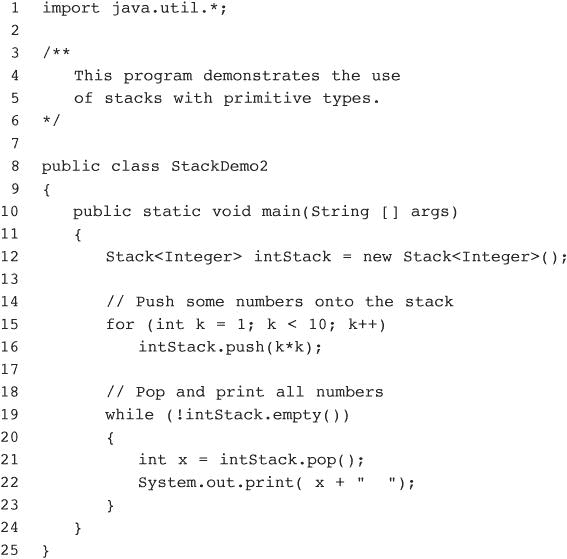 1 import java.util.*;
2
3 /**
4 This program demonstrates the use
5 of stacks with primitive types.
6 */
7
8 public class StackDemo2
9 {
10 public static void main(String [] args)
11 {
12 Stack<Integer> intStack = new Stack<Integer>();
13
14 // Push some numbers onto the stack
15 for (int k = 1; k < 10; k++)
16 intStack.push(k*k);
17
18 // Pop and print all numbers
19 while (!intStack.empty())
20 {
21 int x = intStack.pop();
22 System.out.print( x + "  ");
23 }
24 }
25 }